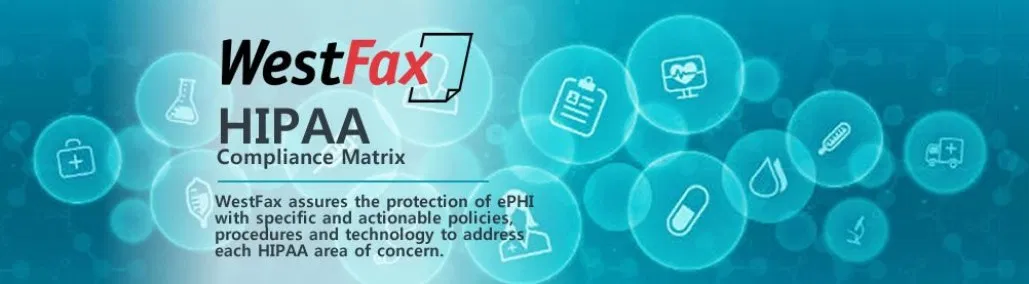 WestFax
HIPAA
Compliance Matrix
WestFax assures the protection of ePHI
with specific and actionable policies,
procedures and technology to address
each HIPAA area of concern.